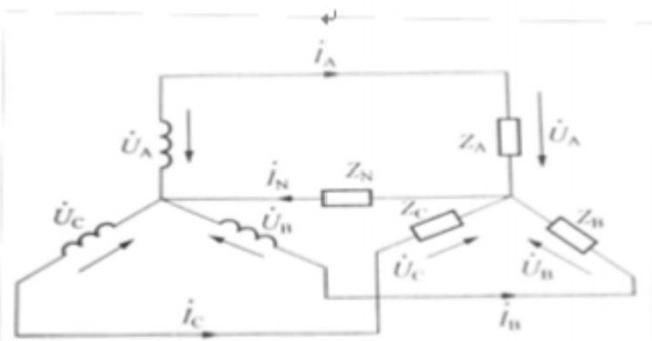 ↵
İ_A
U̇_A
Z_A
U̇_A
İ_N
Z_N
U̇_C
U̇_B
Z_C
Z_B
U̇_C
U̇_B
İ_C
İ_B